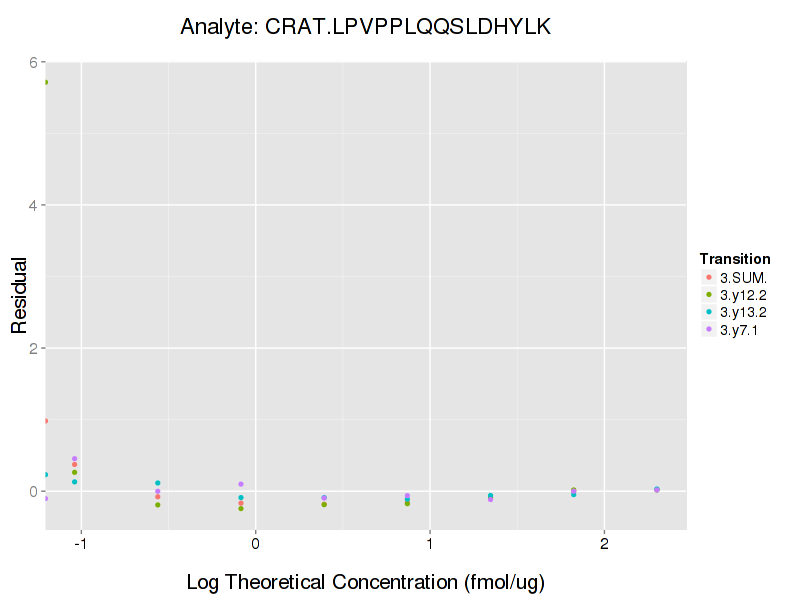 Analyte: CRAT.LPVPPLQQSLDHYLK
Residual
6
4
2
0
-1
0
1
2
Log Theoretical Concentration (fmol/ug)
Transition
3.SUM.
3.y12.2
3.y13.2
3.y7.1